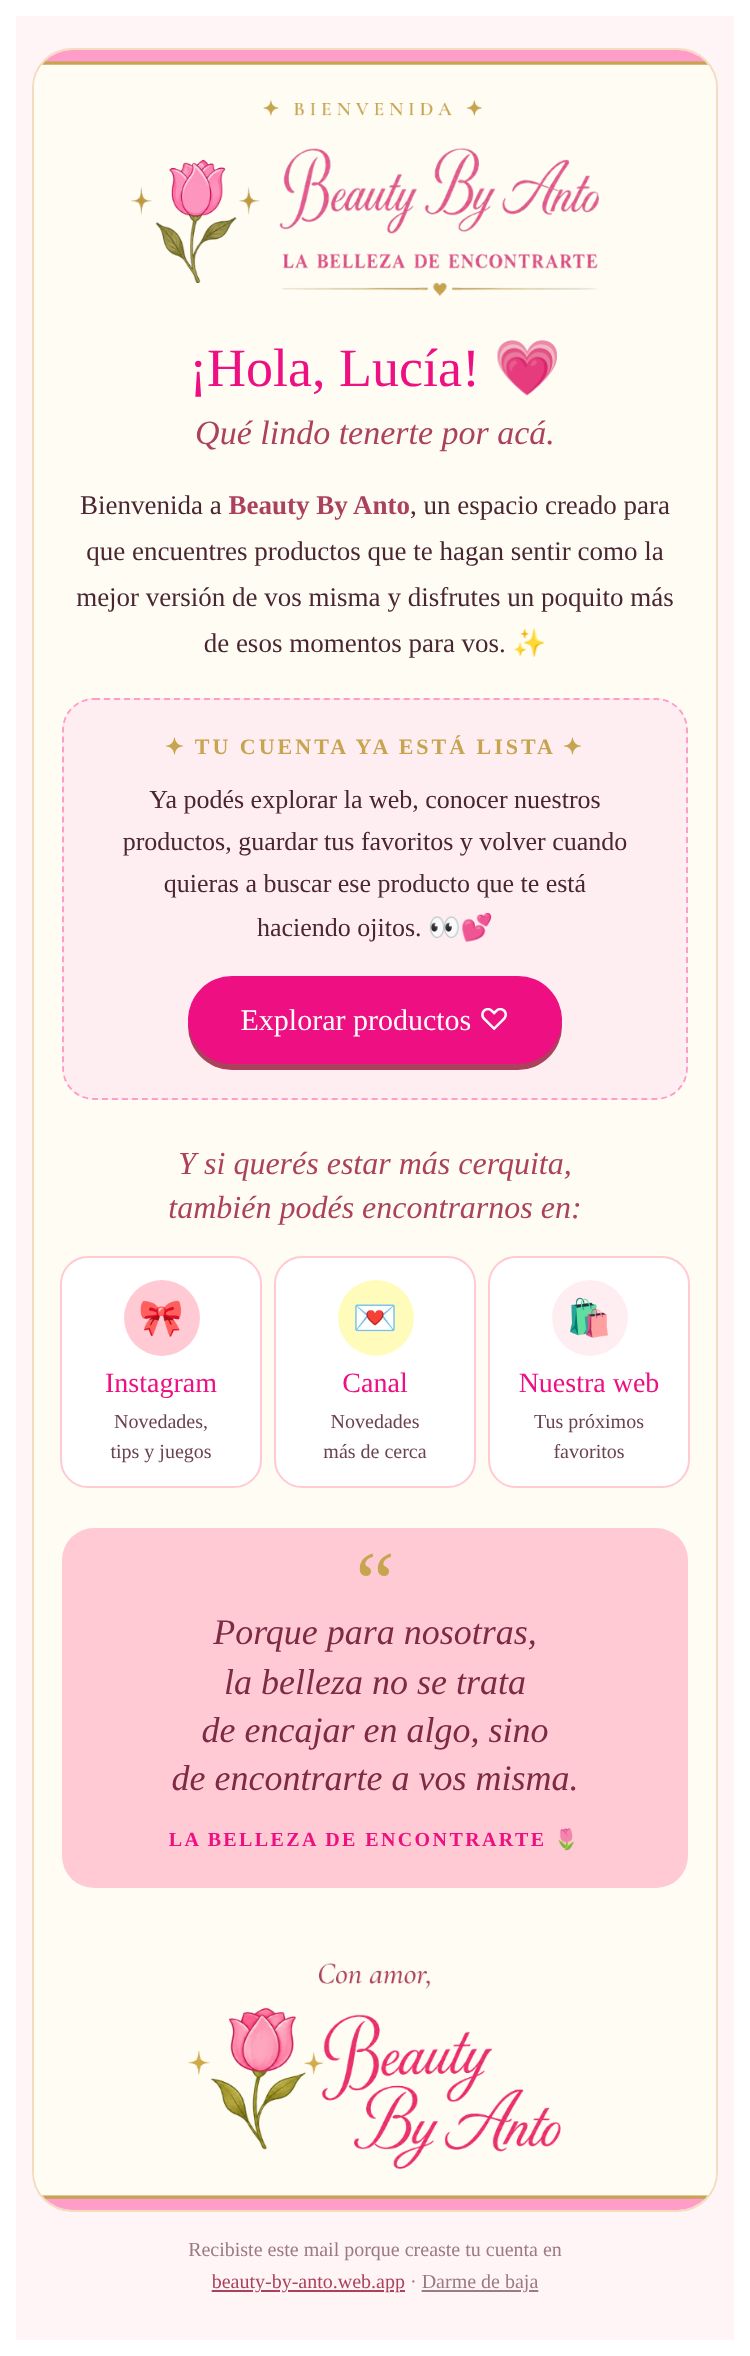 ✦ BIENVENIDA ✦
Beauty By Anto
LA BELLEZA DE ENCONTRARTE
¡Hola, Lucía! 💗
Qué lindo tenerte por acá.
Bienvenida a Beauty By Anto, un espacio creado para
que encuentres productos que te hagan sentir como la
mejor versión de vos misma y disfrutes un poquito más
de esos momentos para vos. ✨
✦ TU CUENTA YA ESTÁ LISTA ✦
Ya podés explorar la web, conocer nuestros
productos, guardar tus favoritos y volver cuando
quieras a buscar ese producto que te está
haciendo ojitos. 👀💕
Explorar productos ♡
Y si querés estar más cerquita,
también podés encontrarnos en:
🎀
Instagram
Novedades,
tips y juegos
💌
Canal
Novedades
más de cerca
🛍️
Nuestra web
Tus próximos
favoritos
“
Porque para nosotras,
la belleza no se trata
de encajar en algo, sino
de encontrarte a vos misma.
LA BELLEZA DE ENCONTRARTE 🌷
Con amor,
Beauty
By Anto
Recibiste este mail porque creaste tu cuenta en
beauty-by-anto.web.app · Darme de baja